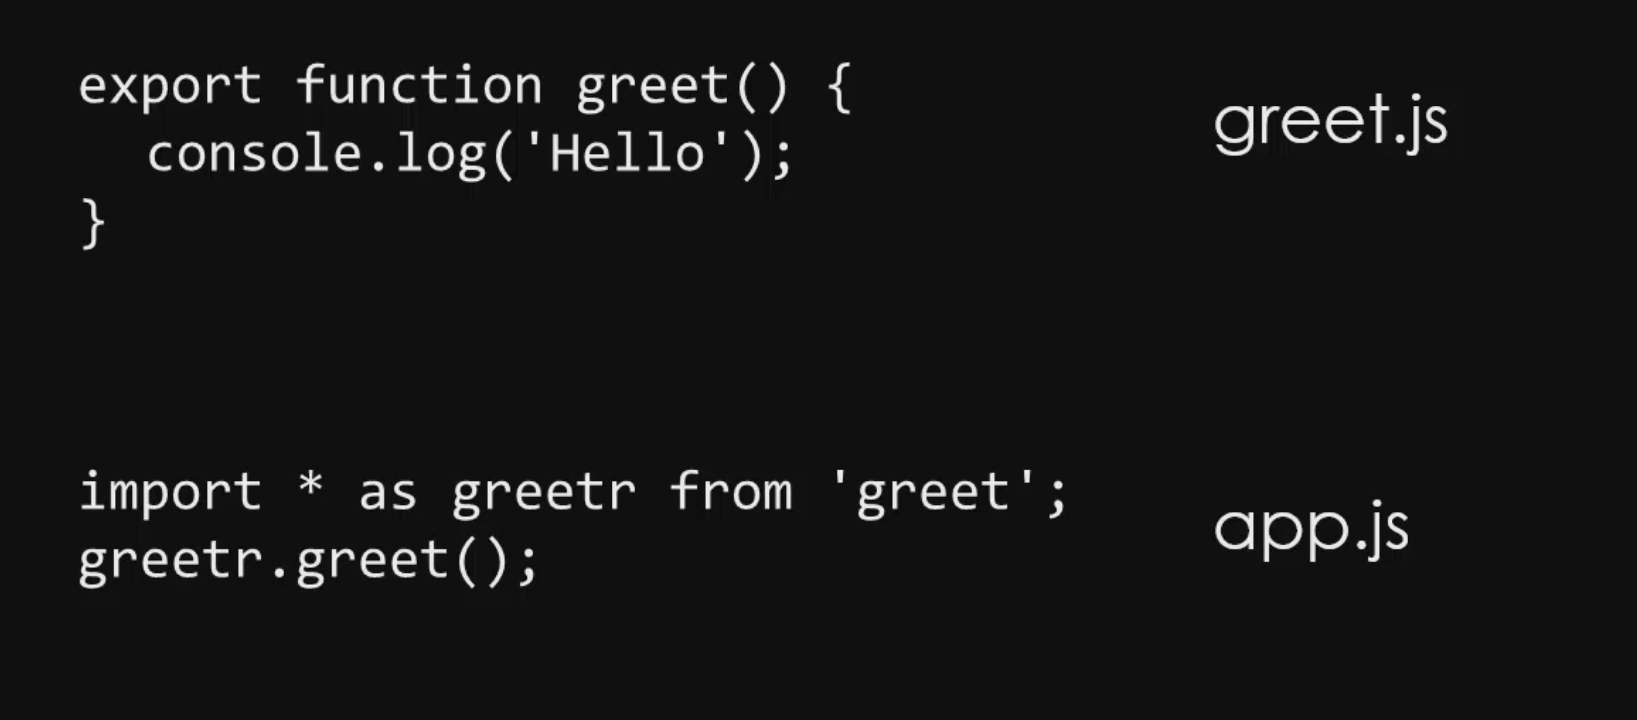 export function greet() {
  console.log('Hello');
}
greet.js
import * as greetr from 'greet';
greetr.greet();
app.js